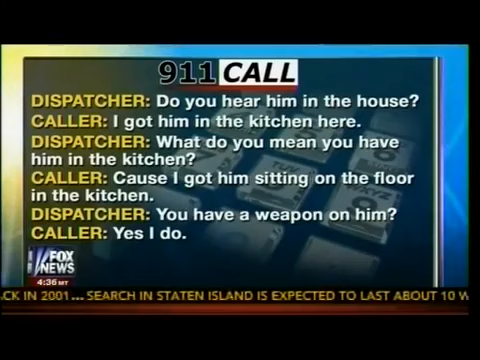 911 CALL
DISPATCHER: Do you hear him in the house?
CALLER: I got him in the kitchen here.
DISPATCHER: What do you mean you have
him in the kitchen?
CALLER: Cause I got him sitting on the floor
in the kitchen.
DISPATCHER: You have a weapon on him?
CALLER: Yes I do.
FOX
NEWS
4:36 MT
CK IN 2001... SEARCH IN STATEN ISLAND IS EXPECTED TO LAST ABOUT 10 W